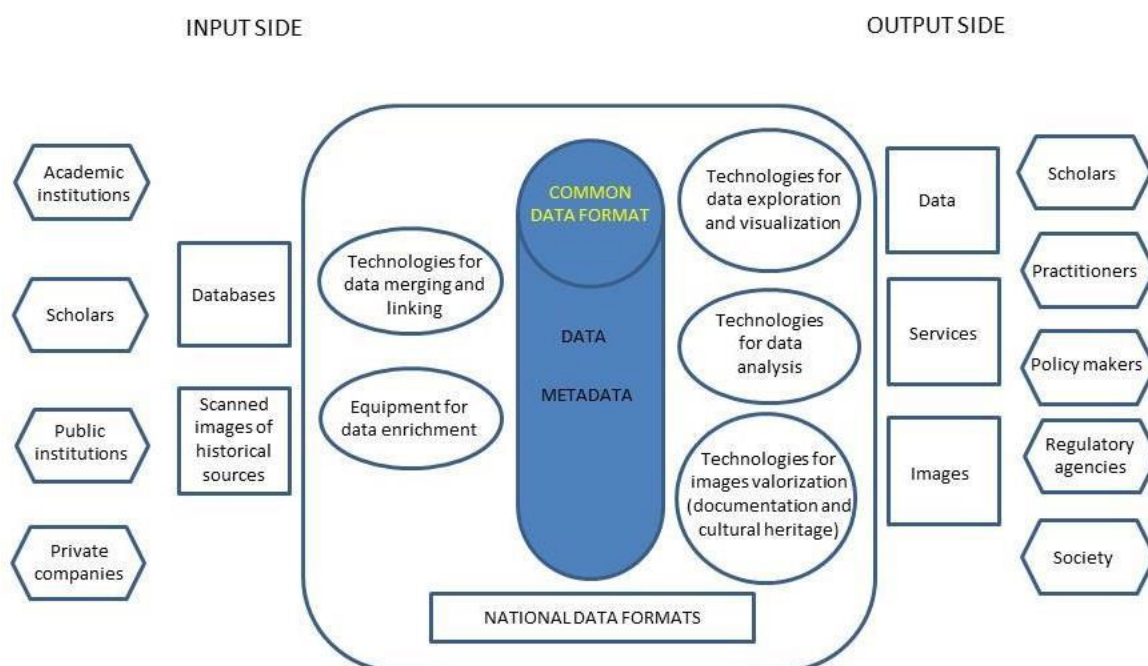 INPUT SIDE
OUTPUT SIDE
Academic
institutions
Scholars
Public
institutions
Private
companies
Databases
Scanned
images of
historical
sources
Technologies for
data merging and
linking
Equipment for
data enrichment
COMMON
DATA FORMAT
DATA
METADATA
NATIONAL DATA FORMATS
Technologies for
data exploration
and visualization
Technologies
for data
analysis
Technologies for
images valorization
(documentation and
cultural heritage)
Data
Services
Images
Scholars
Practitioners
Policy makers
Regulatory
agencies
Society